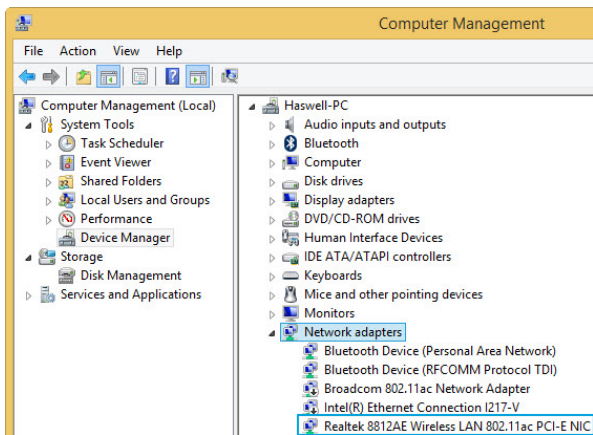 Computer Management
File Action View Help
Computer Management (Local)
System Tools
Task Scheduler
Event Viewer
Shared Folders
Local Users and Groups
Performance
Device Manager
Storage
Disk Management
Services and Applications
Haswell-PC
Audio inputs and outputs
Bluetooth
Computer
Disk drives
Display adapters
DVD/CD-ROM drives
Human Interface Devices
IDE ATA/ATAPI controllers
Keyboards
Mice and other pointing devices
Monitors
Network adapters
Bluetooth Device (Personal Area Network)
Bluetooth Device (RFCOMM Protocol TDI)
Broadcom 802.11ac Network Adapter
Intel(R) Ethernet Connection I217-V
Realtek 8812AE Wireless LAN 802.11ac PCI-E NIC